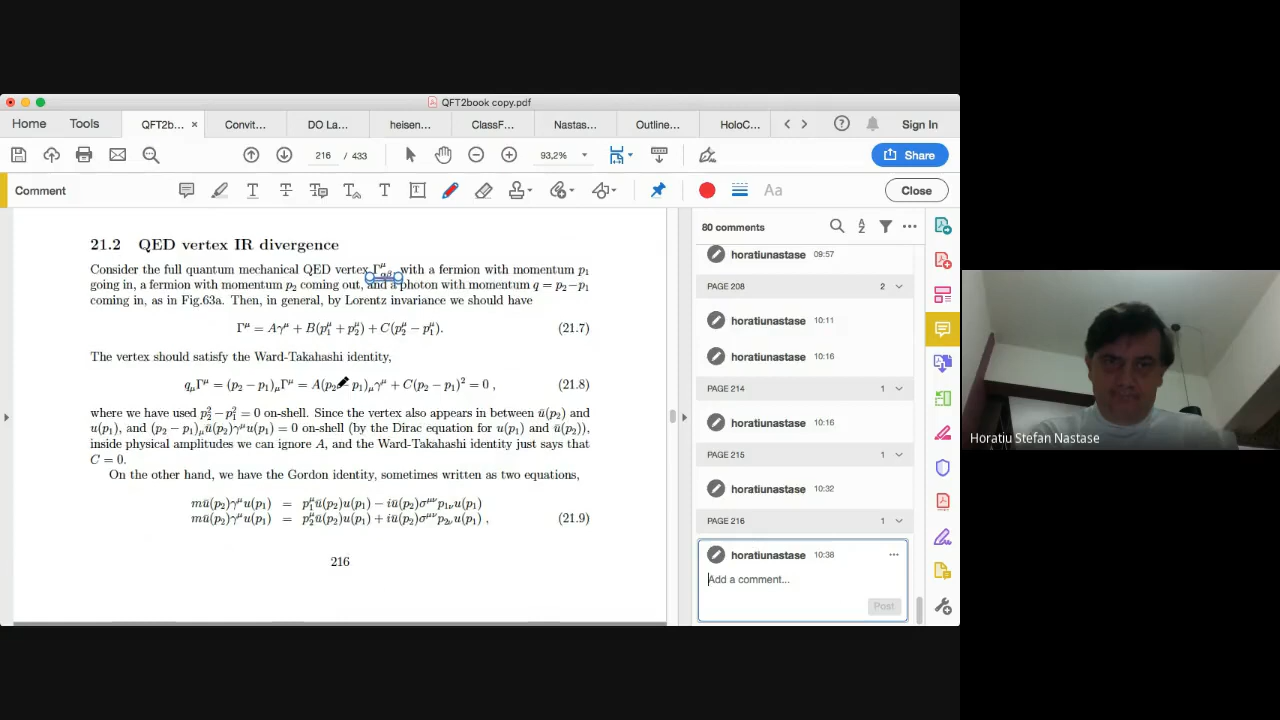 QFT2book copy.pdf
Home Tools QFT2b... × Convit... DO La... heisen... ClassF... Nastas... Outline... HoloC... Sign In
216 / 433 93,2% Share
Comment Aa Close
21.2 QED vertex IR divergence
Consider the full quantum mechanical QED vertex Γ^μ with a fermion with momentum p₁
going in, a fermion with momentum p₂ coming out, and a photon with momentum q = p₂−p₁
coming in, as in Fig.63a. Then, in general, by Lorentz invariance we should have
Γ^μ = Aγ^μ + B(p₁^μ + p₂^μ) + C(p₂^μ − p₁^μ). (21.7)
The vertex should satisfy the Ward-Takahashi identity,
q_μΓ^μ = (p₂ − p₁)_μΓ^μ = A(p₂ − p₁)_μγ^μ + C(p₂ − p₁)² = 0 , (21.8)
where we have used p₂² − p₁² = 0 on-shell. Since the vertex also appears in between ū(p₂) and
u(p₁), and (p₂ − p₁)_μū(p₂)γ^μu(p₁) = 0 on-shell (by the Dirac equation for u(p₁) and ū(p₂)),
inside physical amplitudes we can ignore A, and the Ward-Takahashi identity just says that
C = 0.
On the other hand, we have the Gordon identity, sometimes written as two equations,
mū(p₂)γ^μu(p₁) = p₁^μū(p₂)u(p₁) − iū(p₂)σ^μνp₁νu(p₁)
mū(p₂)γ^μu(p₁) = p₂^μū(p₂)u(p₁) + iū(p₂)σ^μνp₂νu(p₁) , (21.9)
216
80 comments
horatiunastase 09:57
PAGE 208 2
horatiunastase 10:11
horatiunastase 10:16
PAGE 214 1
horatiunastase 10:16
PAGE 215 1
horatiunastase 10:32
PAGE 216 1
horatiunastase 10:38
Add a comment...
Post
Horatiu Stefan Nastase